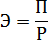 Э = П/Р